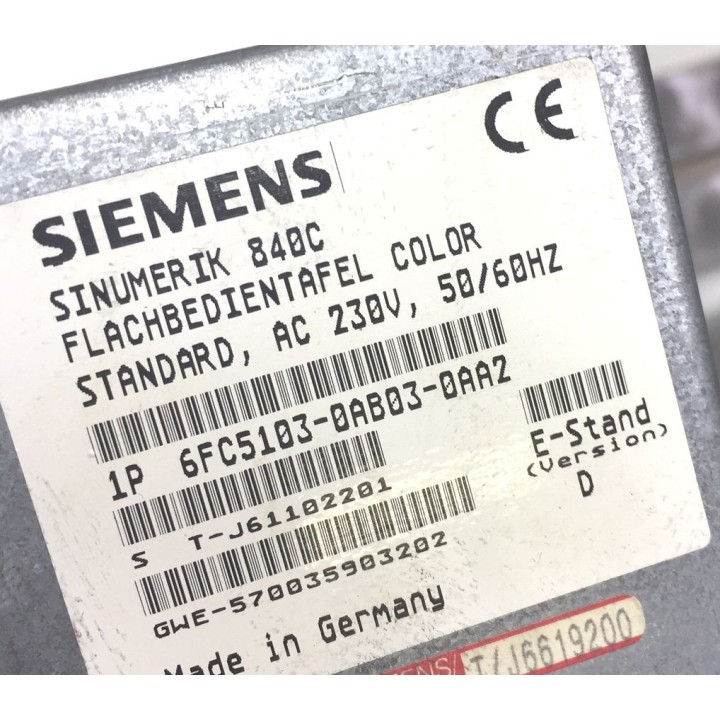 CE
SIEMENS
SINUMERIK 840C
FLACHBEDIENTAFEL COLOR
STANDARD, AC 230V, 50/60HZ
1P 6FC5103-0AB03-0AA2
E-Stand
(Version)
D
S T-J61102201
GWE-570035903202
Made in Germany
T/J6619200